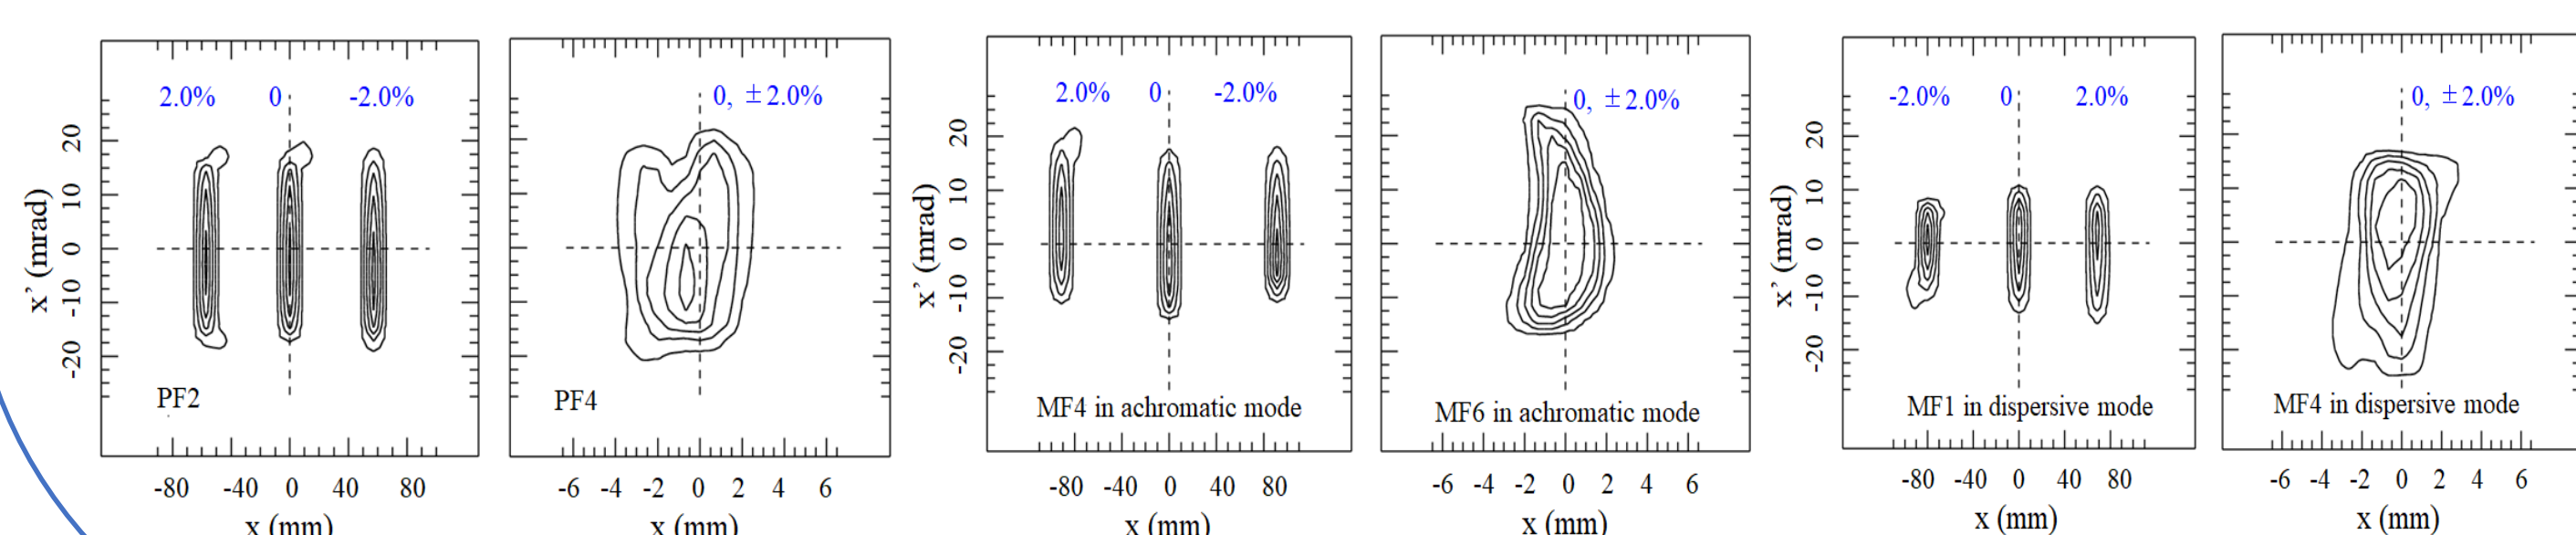 2.0% 0 -2.0%
x' (mrad)
20
10
0
-10
-20
PF2
-80 -40 0 40 80
x (mm)
0, ±2.0%
PF4
-6 -4 -2 0 2 4 6
x (mm)
2.0% 0 -2.0%
x' (mrad)
20
10
0
-10
-20
MF4 in achromatic mode
-80 -40 0 40 80
x (mm)
0, ±2.0%
MF6 in achromatic mode
-6 -4 -2 0 2 4 6
x (mm)
-2.0% 0 2.0%
x' (mrad)
20
10
0
-10
-20
MF1 in dispersive mode
-80 -40 0 40 80
x (mm)
0, ±2.0%
MF4 in dispersive mode
-6 -4 -2 0 2 4 6
x (mm)